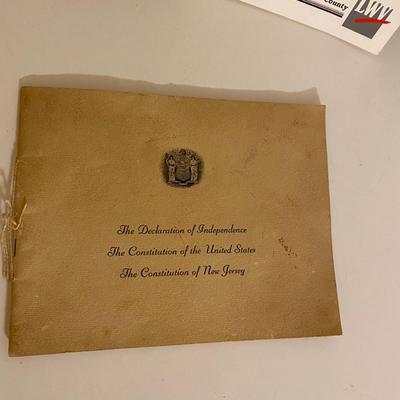 County
LWV
The Declaration of Independence
The Constitution of the United States
The Constitution of New Jersey